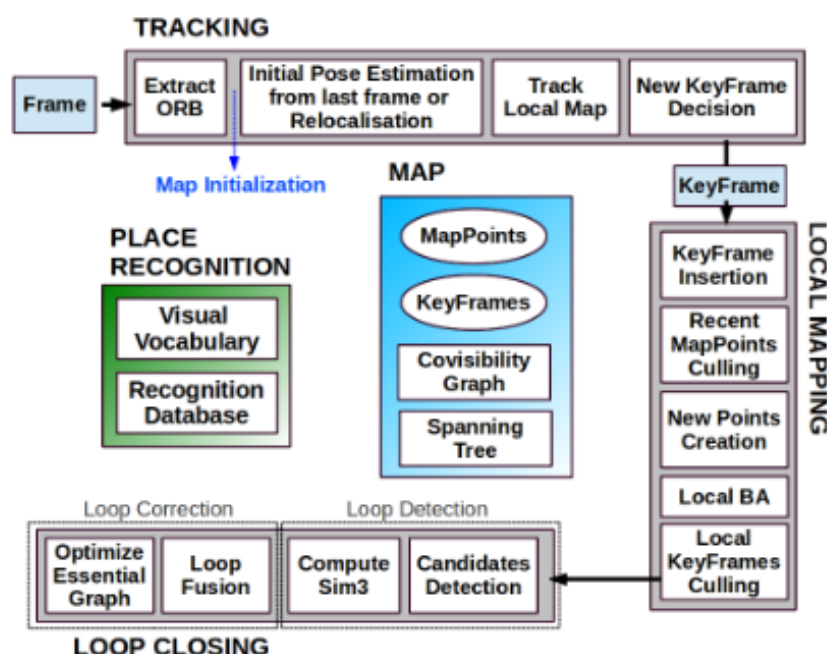 TRACKING
Frame
Extract
ORB
Initial Pose Estimation
from last frame or
Relocalisation
Track
Local Map
New KeyFrame
Decision
Map Initialization
MAP
KeyFrame
PLACE
RECOGNITION
Visual
Vocabulary
Recognition
Database
MapPoints
KeyFrames
Covisibility
Graph
Spanning
Tree
LOCAL MAPPING
KeyFrame
Insertion
Recent
MapPoints
Culling
New Points
Creation
Local BA
Local
KeyFrames
Culling
Loop Correction
Loop Detection
Optimize
Essential
Graph
Loop
Fusion
Compute
Sim3
Candidates
Detection
LOOP CLOSING